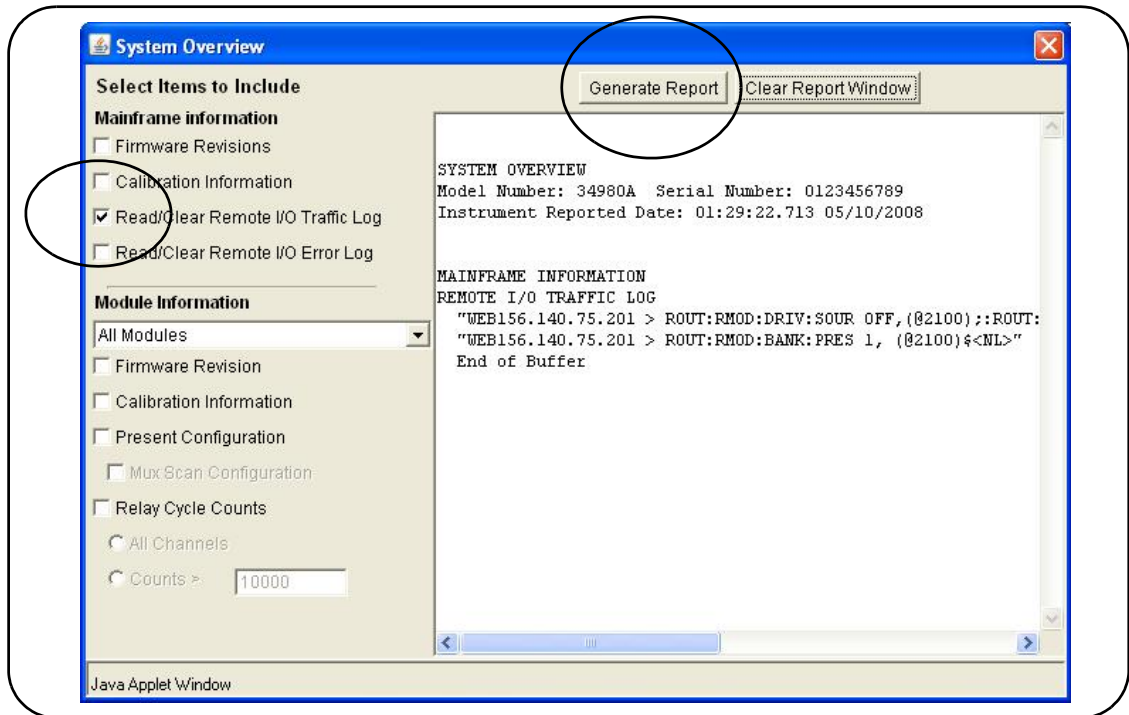 System Overview
Select Items to Include
Generate Report
Clear Report Window
Mainframe information
Firmware Revisions
Calibration Information
Read/Clear Remote I/O Traffic Log
Read/Clear Remote I/O Error Log
Module Information
All Modules
Firmware Revision
Calibration Information
Present Configuration
Mux Scan Configuration
Relay Cycle Counts
All Channels
Counts > 10000
SYSTEM OVERVIEW
Model Number: 34980A Serial Number: 0123456789
Instrument Reported Date: 01:29:22.713 05/10/2008
MAINFRAME INFORMATION
REMOTE I/O TRAFFIC LOG
"WEB156.140.75.201 > ROUT:RMOD:DRIV:SOUR OFF,(@2100);:ROUT:
"WEB156.140.75.201 > ROUT:RMOD:BANK:PRES 1, (@2100)$<NL>"
End of Buffer
Java Applet Window